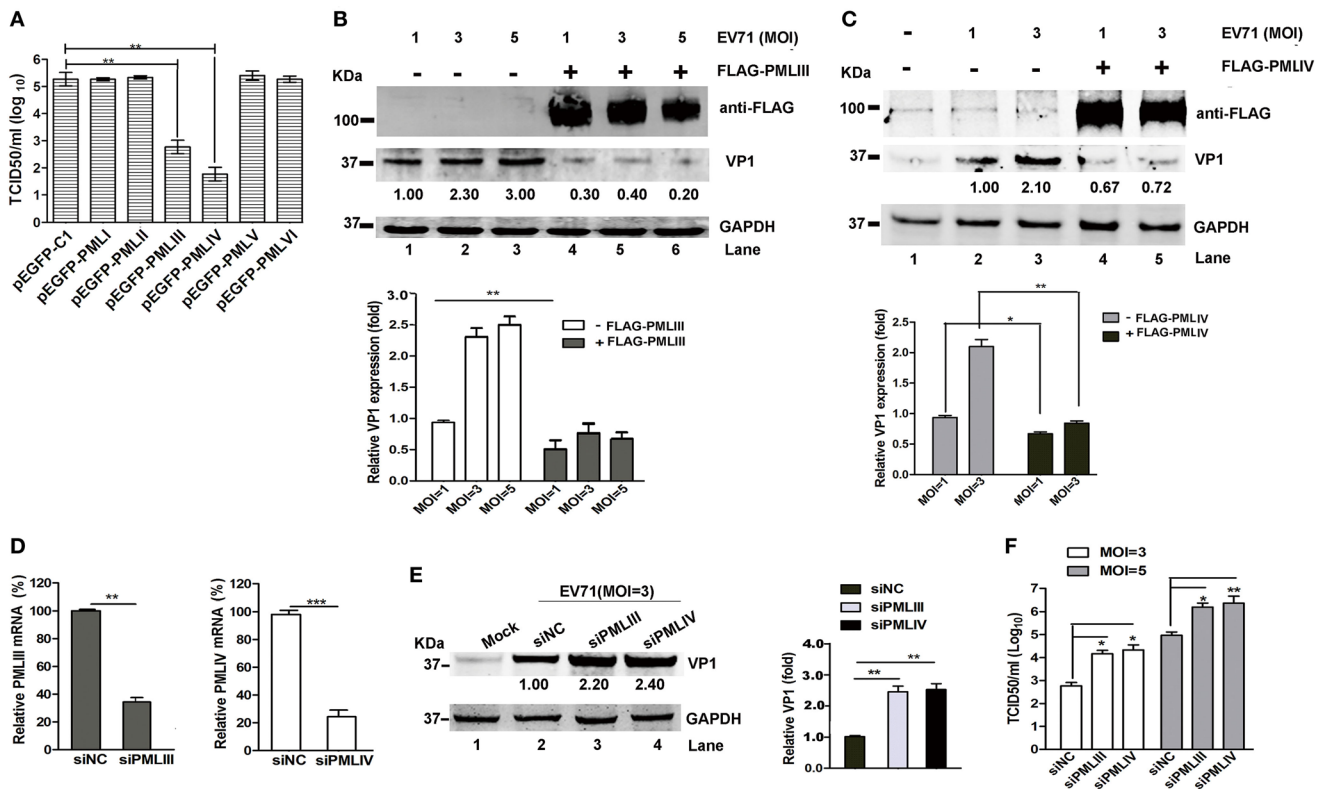 A
TCID50/ml (log 10)
6
5
4
3
2
1
0
**
**
pEGFP-C1
pEGFP-PMLI
pEGFP-PMLII
pEGFP-PMLIII
pEGFP-PMLIV
pEGFP-PMLV
pEGFP-PMLVI
B
1 3 5 1 3 5 EV71 (MOI)
KDa - - - + + + FLAG-PMLIII
100 anti-FLAG
37 VP1
1.00 2.30 3.00 0.30 0.40 0.20
37 GAPDH
1 2 3 4 5 6 Lane
Relative VP1 expression (fold)
3.0
2.5
2.0
1.5
1.0
0.5
0.0
**
- FLAG-PMLIII
+ FLAG-PMLIII
MOI=1
MOI=3
MOI=5
MOI=1
MOI=3
MOI=5
C
- 1 3 1 3 EV71 (MOI)
KDa - - - + + FLAG-PMLIV
100 anti-FLAG
37 VP1
1.00 2.10 0.67 0.72
37 GAPDH
1 2 3 4 5 Lane
Relative VP1 expression (fold)
2.5
2.0
1.5
1.0
0.5
0.0
**
*
- FLAG-PMLIV
+ FLAG-PMLIV
MOI=1
MOI=3
MOI=1
MOI=3
D
Relative PMLIII mRNA (%)
120
100
80
60
40
20
0
**
siNC siPMLIII
Relative PMLIV mRNA (%)
120
100
80
60
40
20
0
***
siNC siPMLIV
E
EV71(MOI=3)
KDa Mock siNC siPMLIII siPMLIV
37 VP1
1.00 2.20 2.40
37 GAPDH
1 2 3 4 Lane
siNC
siPMLIII
siPMLIV
Relative VP1 (fold)
4.0
3.0
2.0
1.0
0.0
**
**
F
MOI=3
MOI=5
TCID50/ml (Log10)
7
6
5
4
3
2
1
0
* *
* **
siNC
siPMLIII
siPMLIV
siNC
siPMLIII
siPMLIV